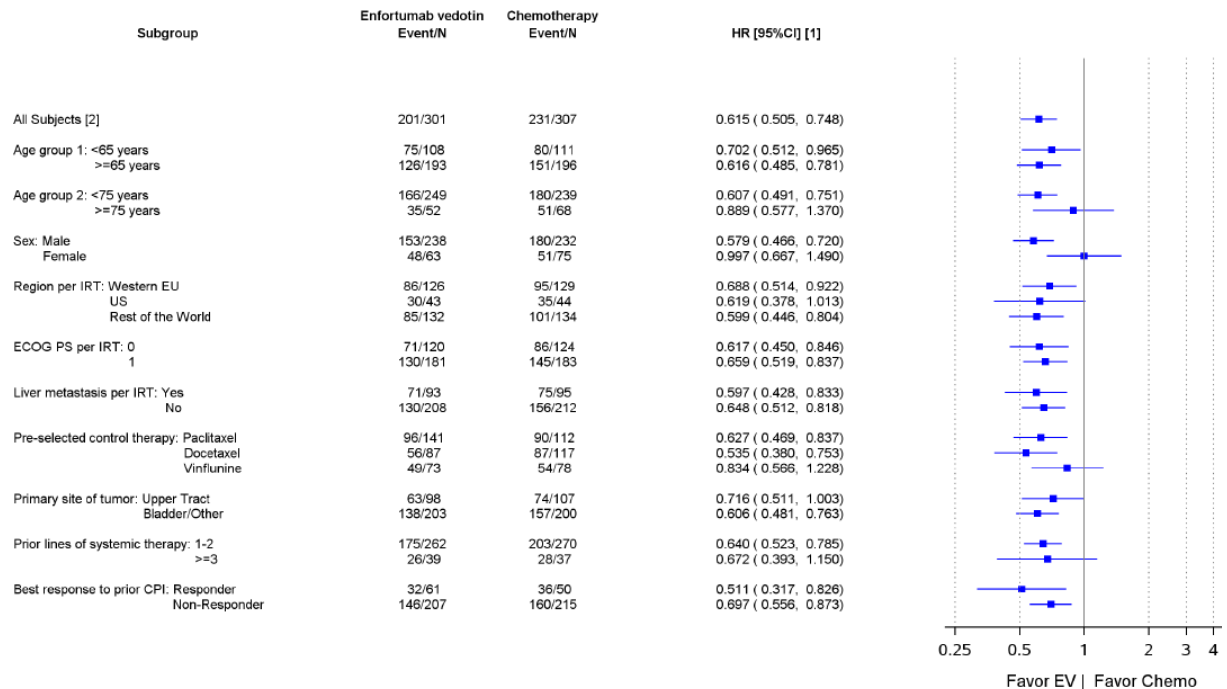 Enfortumab vedotin Chemotherapy
Subgroup Event/N Event/N HR [95%CI] [1]
All Subjects [2] 201/301 231/307 0.615 ( 0.505, 0.748)
Age group 1: <65 years 75/108 80/111 0.702 ( 0.512, 0.965)
>=65 years 126/193 151/196 0.616 ( 0.485, 0.781)
Age group 2: <75 years 166/249 180/239 0.607 ( 0.491, 0.751)
>=75 years 35/52 51/68 0.889 ( 0.577, 1.370)
Sex: Male 153/238 180/232 0.579 ( 0.466, 0.720)
Female 48/63 51/75 0.997 ( 0.667, 1.490)
Region per IRT: Western EU 86/126 95/129 0.688 ( 0.514, 0.922)
US 30/43 35/44 0.619 ( 0.378, 1.013)
Rest of the World 85/132 101/134 0.599 ( 0.446, 0.804)
ECOG PS per IRT: 0 71/120 86/124 0.617 ( 0.450, 0.846)
1 130/181 145/183 0.659 ( 0.519, 0.837)
Liver metastasis per IRT: Yes 71/93 75/95 0.597 ( 0.428, 0.833)
No 130/208 156/212 0.648 ( 0.512, 0.818)
Pre-selected control therapy: Paclitaxel 96/141 90/112 0.627 ( 0.469, 0.837)
Docetaxel 56/87 87/117 0.535 ( 0.380, 0.753)
Vinflunine 49/73 54/78 0.834 ( 0.566, 1.228)
Primary site of tumor: Upper Tract 63/98 74/107 0.716 ( 0.511, 1.003)
Bladder/Other 138/203 157/200 0.606 ( 0.481, 0.763)
Prior lines of systemic therapy: 1-2 175/262 203/270 0.640 ( 0.523, 0.785)
>=3 26/39 28/37 0.672 ( 0.393, 1.150)
Best response to prior CPI: Responder 32/61 36/50 0.511 ( 0.317, 0.826)
Non-Responder 146/207 160/215 0.697 ( 0.556, 0.873)
0.25 0.5 1 2 3 4
Favor EV | Favor Chemo